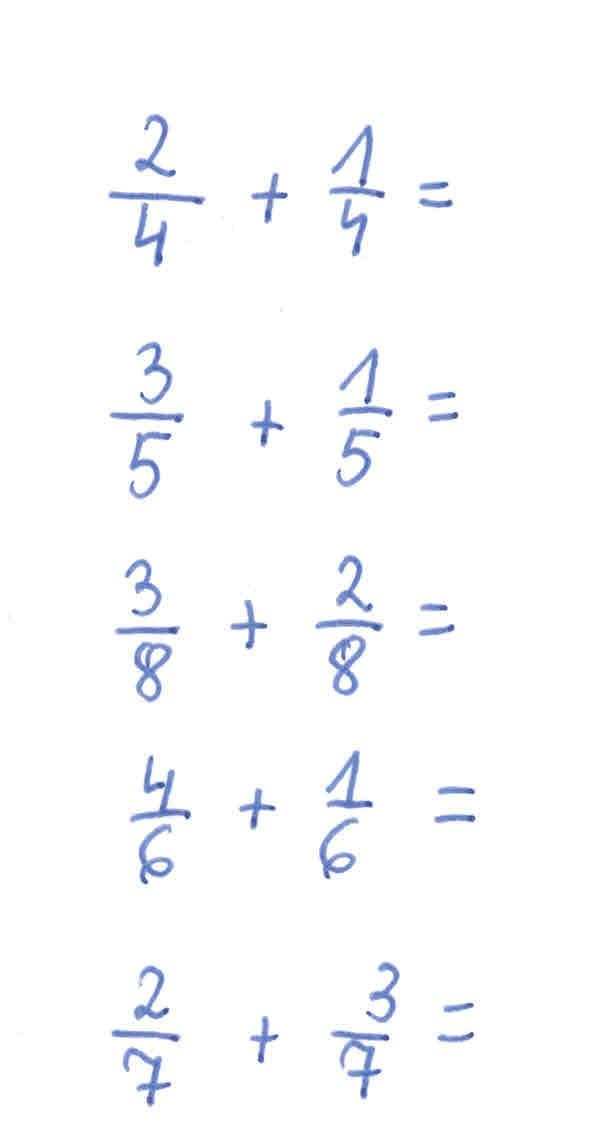 2/4 + 1/4 =
3/5 + 1/5 =
3/8 + 2/8 =
4/6 + 1/6 =
2/7 + 3/7 =